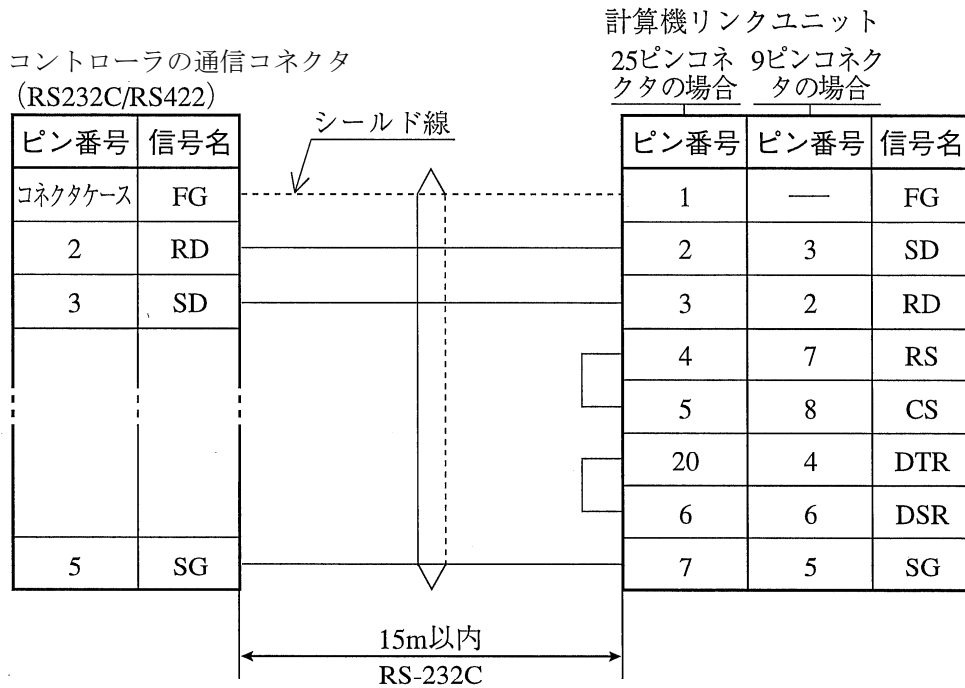 計算機リンクユニット
コントローラの通信コネクタ
(RS232C/RS422)
25ピンコネ
クタの場合
9ピンコネク
タの場合
シールド線
ピン番号 信号名
コネクタケース FG
2 RD
3 SD
5 SG
ピン番号 ピン番号 信号名
1 — FG
2 3 SD
3 2 RD
4 7 RS
5 8 CS
20 4 DTR
6 6 DSR
7 5 SG
15m以内
RS-232C